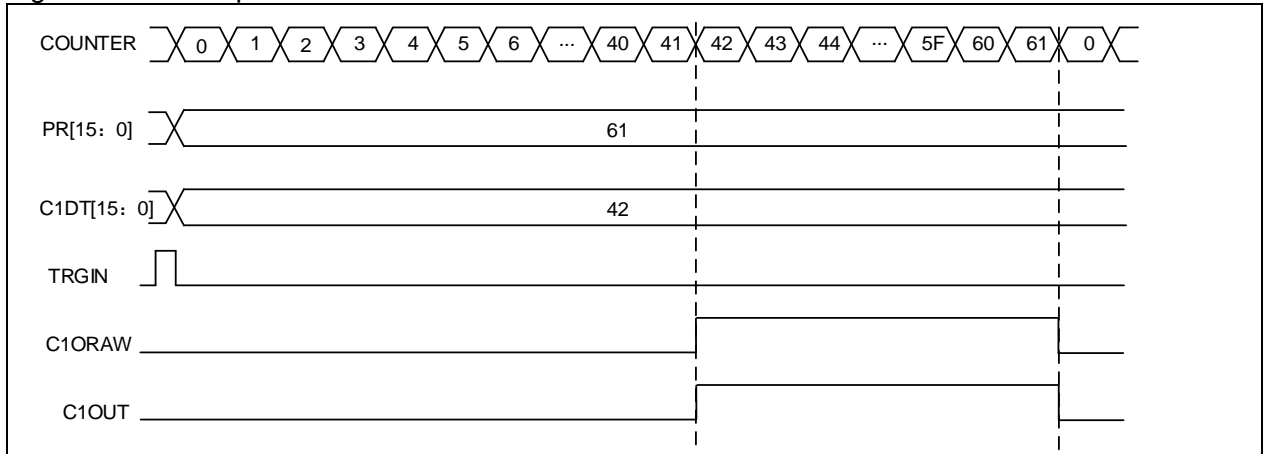 COUNTER 0 1 2 3 4 5 6 ... 40 41 42 43 44 ... 5F 60 61 0
PR[15：0] 61
C1DT[15：0] 42
TRGIN
C1ORAW
C1OUT